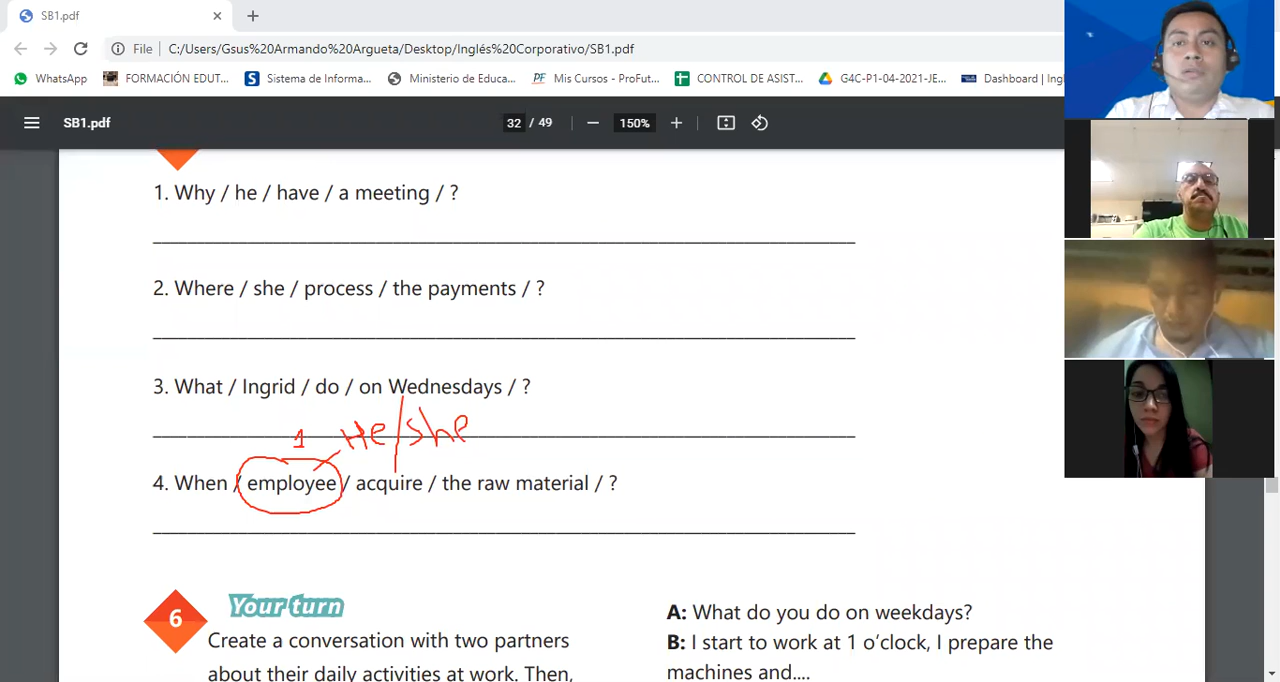 SB1.pdf
File C:/Users/Gsus%20Armando%20Argueta/Desktop/Inglés%20Corporativo/SB1.pdf
WhatsApp FORMACIÓN EDUT... Sistema de Informa... Ministerio de Educa... PF Mis Cursos - ProFut... CONTROL DE ASIST... G4C-P1-04-2021-JE... Dashboard | Ingl
SB1.pdf 32 / 49 150%
1. Why / he / have / a meeting / ?
2. Where / she / process / the payments / ?
3. What / Ingrid / do / on Wednesdays / ?
1 He/she
4. When / employee / acquire / the raw material / ?
6 Your turn
Create a conversation with two partners
about their daily activities at work. Then,
A: What do you do on weekdays?
B: I start to work at 1 o’clock, I prepare the
machines and....